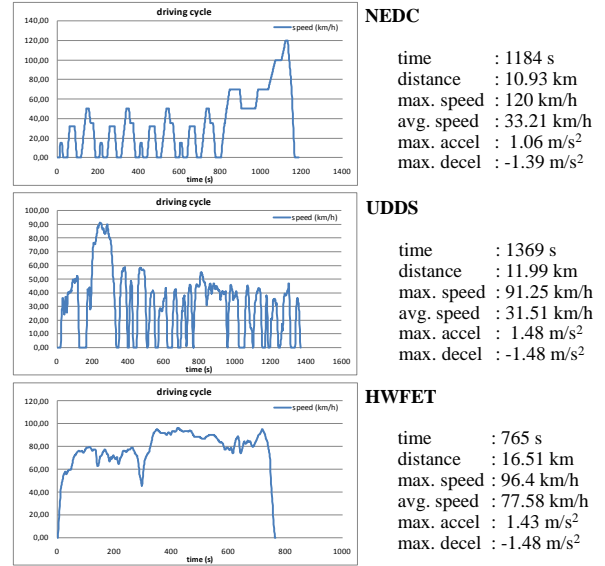 driving cycle
speed (km/h)
140,00
120,00
100,00
80,00
60,00
40,00
20,00
0,00
0 200 400 600 800 1000 1200 1400
time (s)
NEDC
time : 1184 s
distance : 10.93 km
max. speed : 120 km/h
avg. speed : 33.21 km/h
max. accel : 1.06 m/s²
max. decel : -1.39 m/s²
driving cycle
speed (km/h)
100,00
90,00
80,00
70,00
60,00
50,00
40,00
30,00
20,00
10,00
0,00
0 200 400 600 800 1000 1200 1400 1600
time (s)
UDDS
time : 1369 s
distance : 11.99 km
max. speed : 91.25 km/h
avg. speed : 31.51 km/h
max. accel : 1.48 m/s²
max. decel : -1.48 m/s²
driving cycle
speed (km/h)
120,00
100,00
80,00
60,00
40,00
20,00
0,00
0 200 400 600 800 1000
time (s)
HWFET
time : 765 s
distance : 16.51 km
max. speed : 96.4 km/h
avg. speed : 77.58 km/h
max. accel : 1.43 m/s²
max. decel : -1.48 m/s²